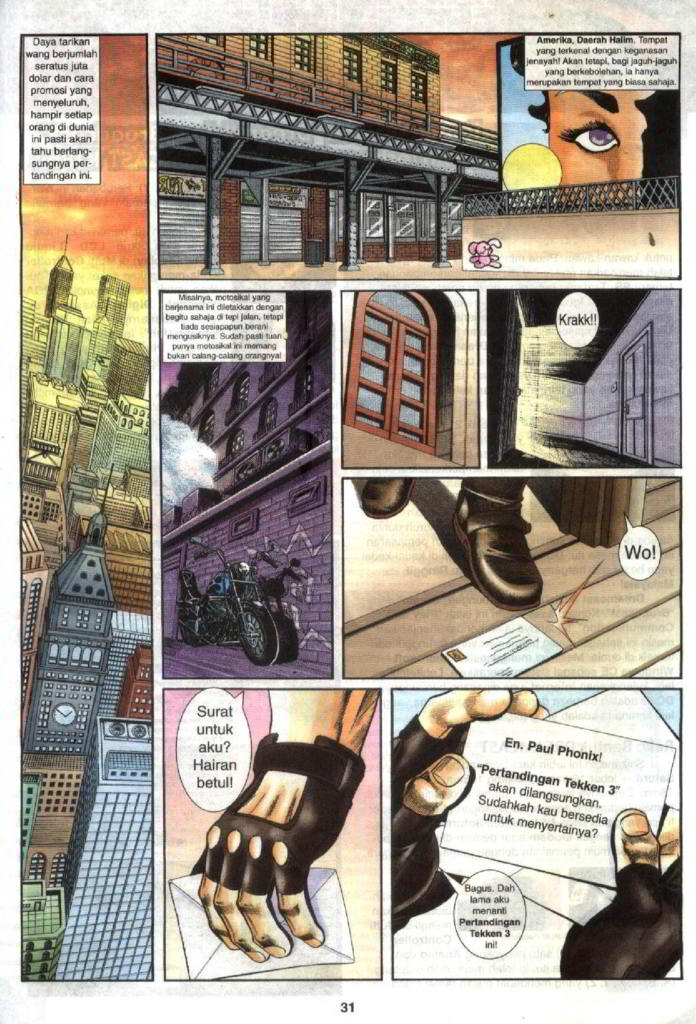 Daya tarikan
wang berjumlah
seratus juta
dolar dan cara
promosi yang
menyeluruh,
hampir setiap
orang di dunia
ini pasti akan
tahu berlang-
sungnya per-
tandingan ini.
Amerika, Daerah Halim. Tempat
yang terkenal dengan keganasan
jenayah! Akan tetapi, bagi jaguh-jaguh
yang berkebolehan, ia hanya
merupakan tempat yang biasa sahaja.
Misalnya, motosikal yang
berjenama ini diletakkan dengan
begitu sahaja di tepi jalan, tetapi
tiada sesiapapun berani
mengusiknya. Sudah pasti tuan
punya motosikal ini memang
bukan calang-calang orangnya!
Krakk!!
Wo!
Surat
untuk
aku?
Hairan
betul!
En. Paul Phonix!
"Pertandingan Tekken 3"
akan dilangsungkan.
Sudahkah kau bersedia
untuk menyertainya?
Bagus. Dah
lama aku
menanti
Pertandingan
Tekken 3
ini!
31